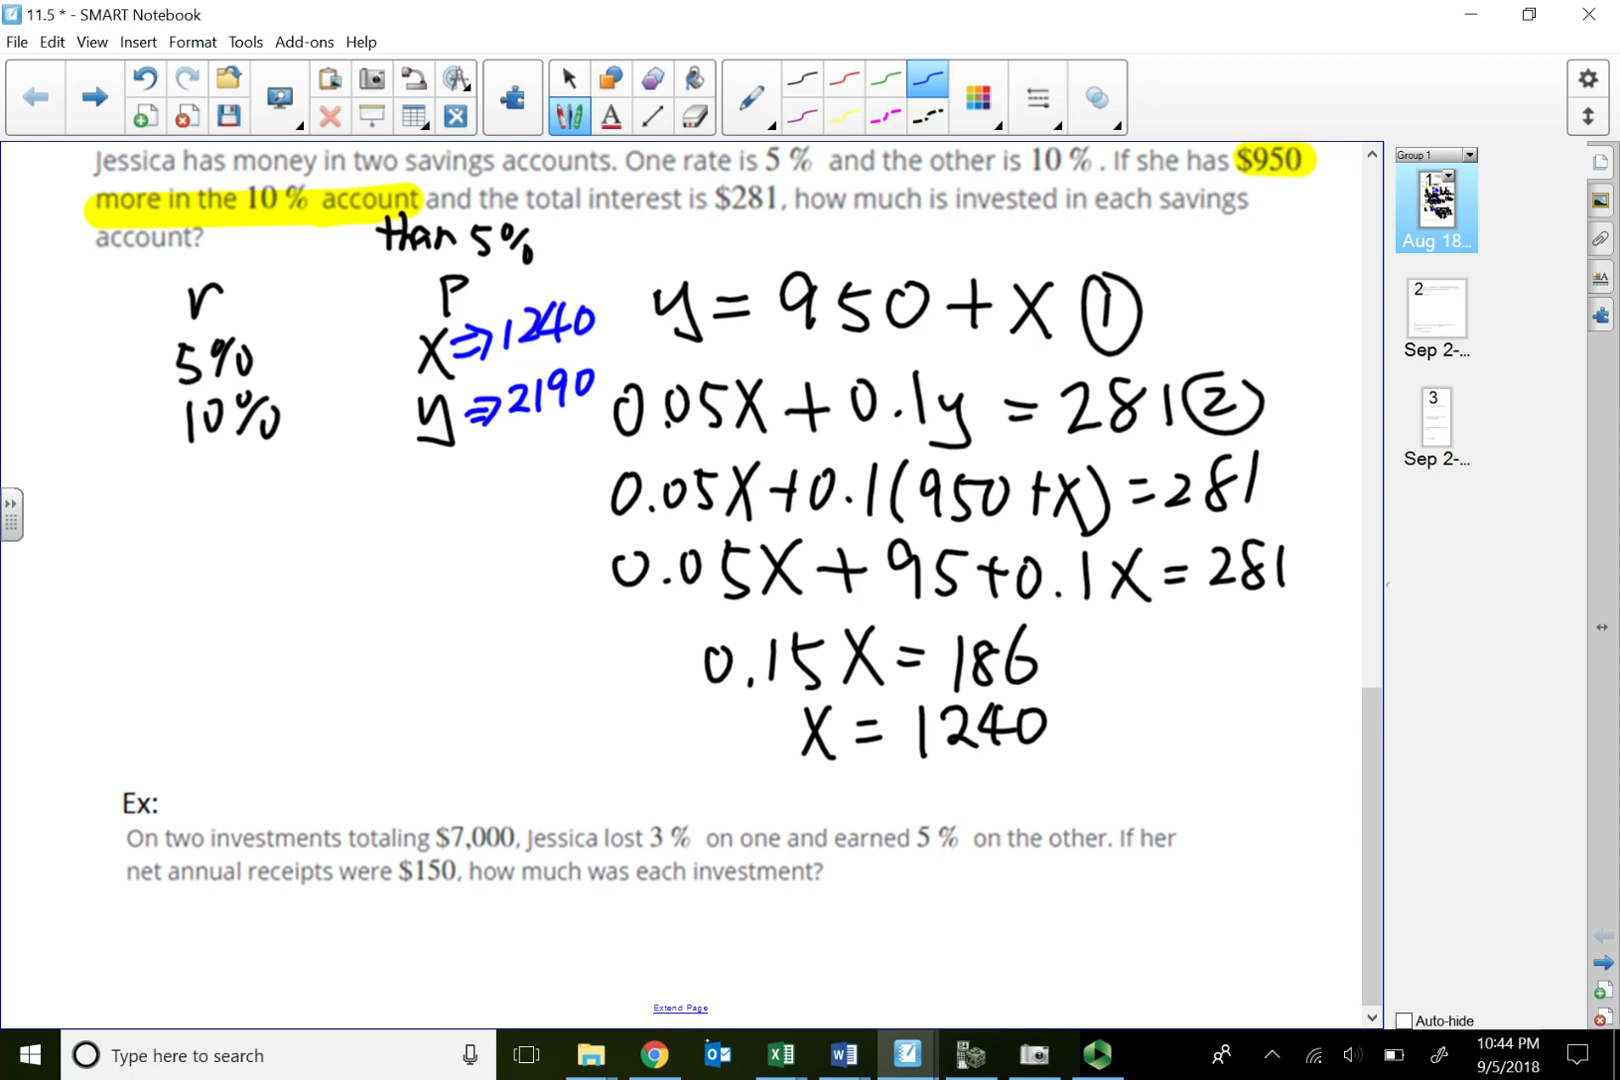 11.5 * - SMART Notebook
File Edit View Insert Format Tools Add-ons Help
Jessica has money in two savings accounts. One rate is 5 % and the other is 10 % . If she has $950
more in the 10 % account and the total interest is $281, how much is invested in each savings
account?
than 5%
r P
5% x ⇒ 1240
10% y ⇒ 2190
y = 950 + x ①
0.05x + 0.1y = 281 ②
0.05x + 0.1(950 + x) = 281
0.05x + 95 + 0.1x = 281
0.15x = 186
x = 1240
Ex:
On two investments totaling $7,000, Jessica lost 3 % on one and earned 5 % on the other. If her
net annual receipts were $150, how much was each investment?
Extend Page
Group 1
1
Aug 18...
2
Sep 2-...
3
Sep 2-...
Auto-hide
Type here to search
10:44 PM
9/5/2018